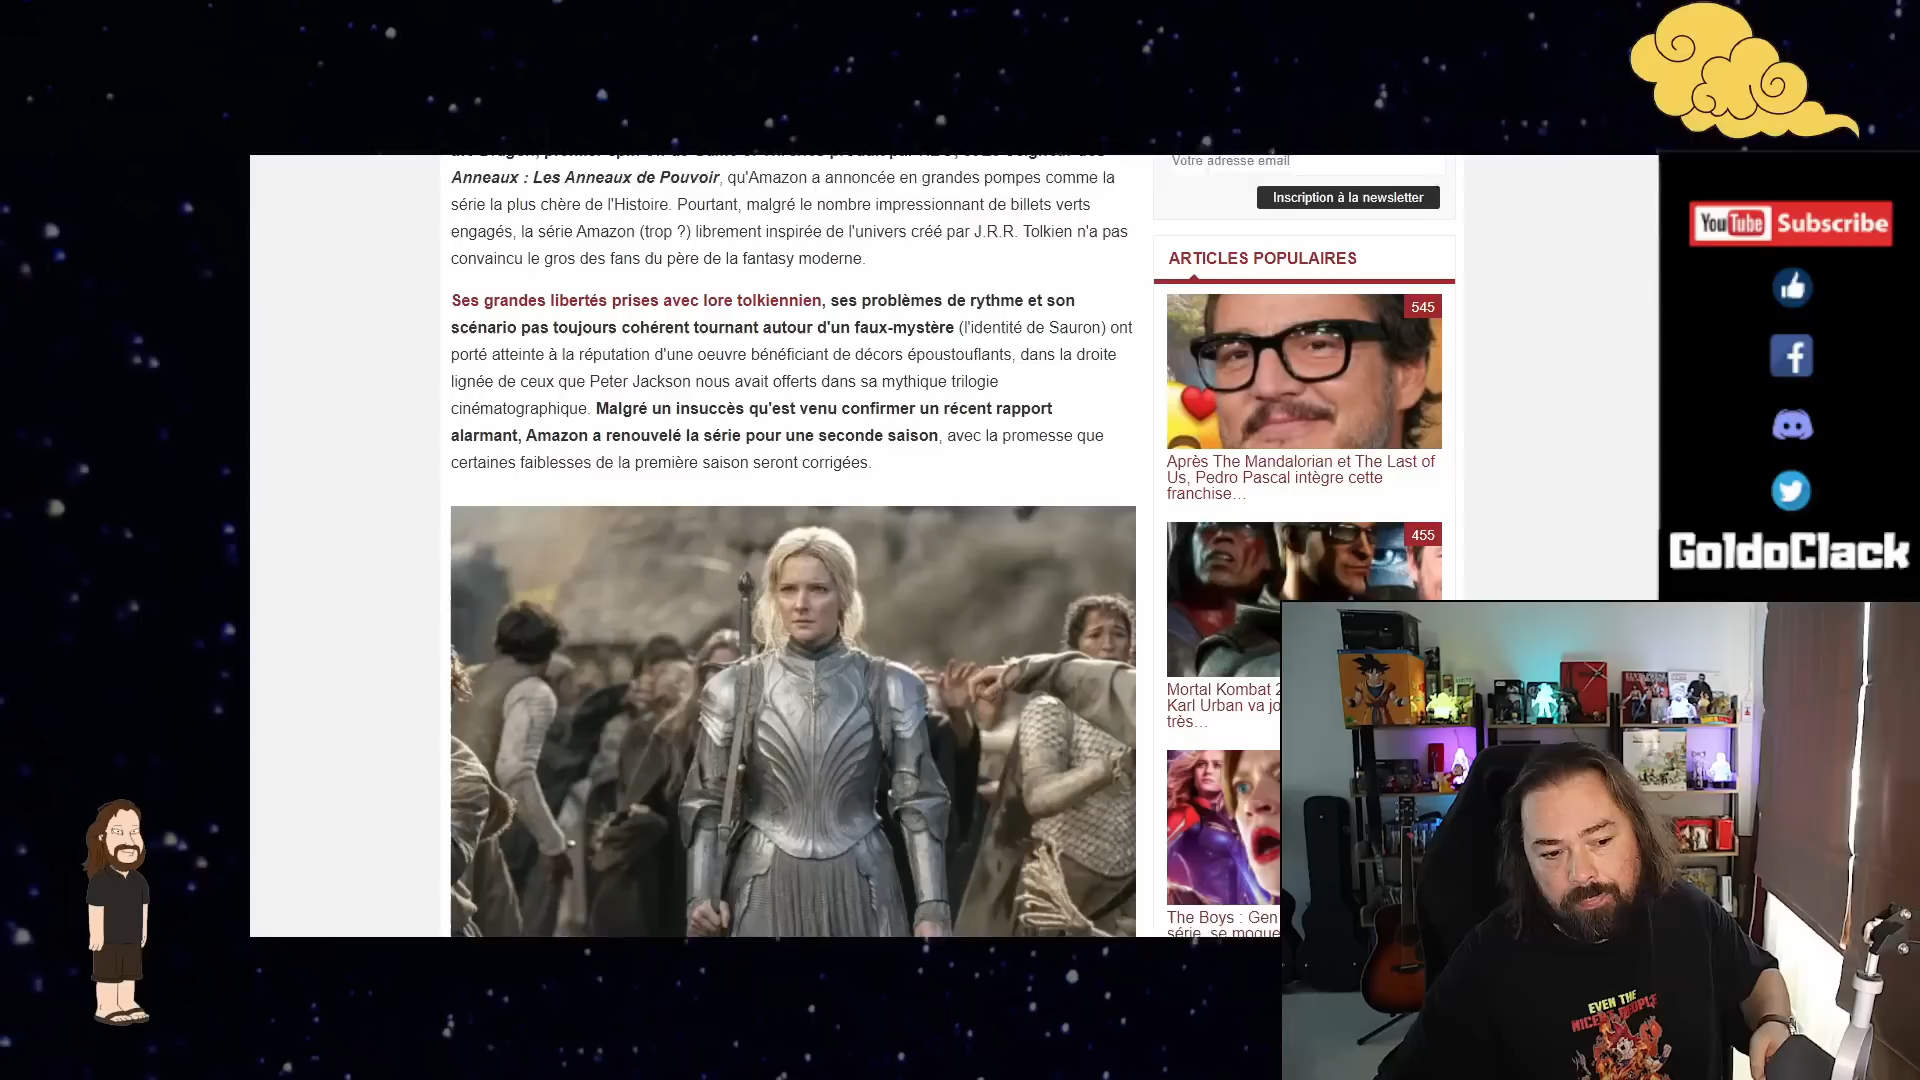 Anneaux : Les Anneaux de Pouvoir, qu'Amazon a annoncée en grandes pompes comme la
série la plus chère de l'Histoire. Pourtant, malgré le nombre impressionnant de billets verts
engagés, la série Amazon (trop ?) librement inspirée de l'univers créé par J.R.R. Tolkien n'a pas
convaincu le gros des fans du père de la fantasy moderne.
Ses grandes libertés prises avec lore tolkiennien, ses problèmes de rythme et son
scénario pas toujours cohérent tournant autour d'un faux-mystère (l'identité de Sauron) ont
porté atteinte à la réputation d'une oeuvre bénéficiant de décors époustouflants, dans la droite
lignée de ceux que Peter Jackson nous avait offerts dans sa mythique trilogie
cinématographique. Malgré un insuccès qu'est venu confirmer un récent rapport
alarmant, Amazon a renouvelé la série pour une seconde saison, avec la promesse que
certaines faiblesses de la première saison seront corrigées.
Votre adresse email
Inscription à la newsletter
ARTICLES POPULAIRES
545
Après The Mandalorian et The Last of
Us, Pedro Pascal intègre cette
franchise…
455
Mortal Kombat 2
Karl Urban va jo
très…
The Boys : Gen
série, se moque
YouTube Subscribe
GoldoClack
EVEN THE
NICEST PEOPLE